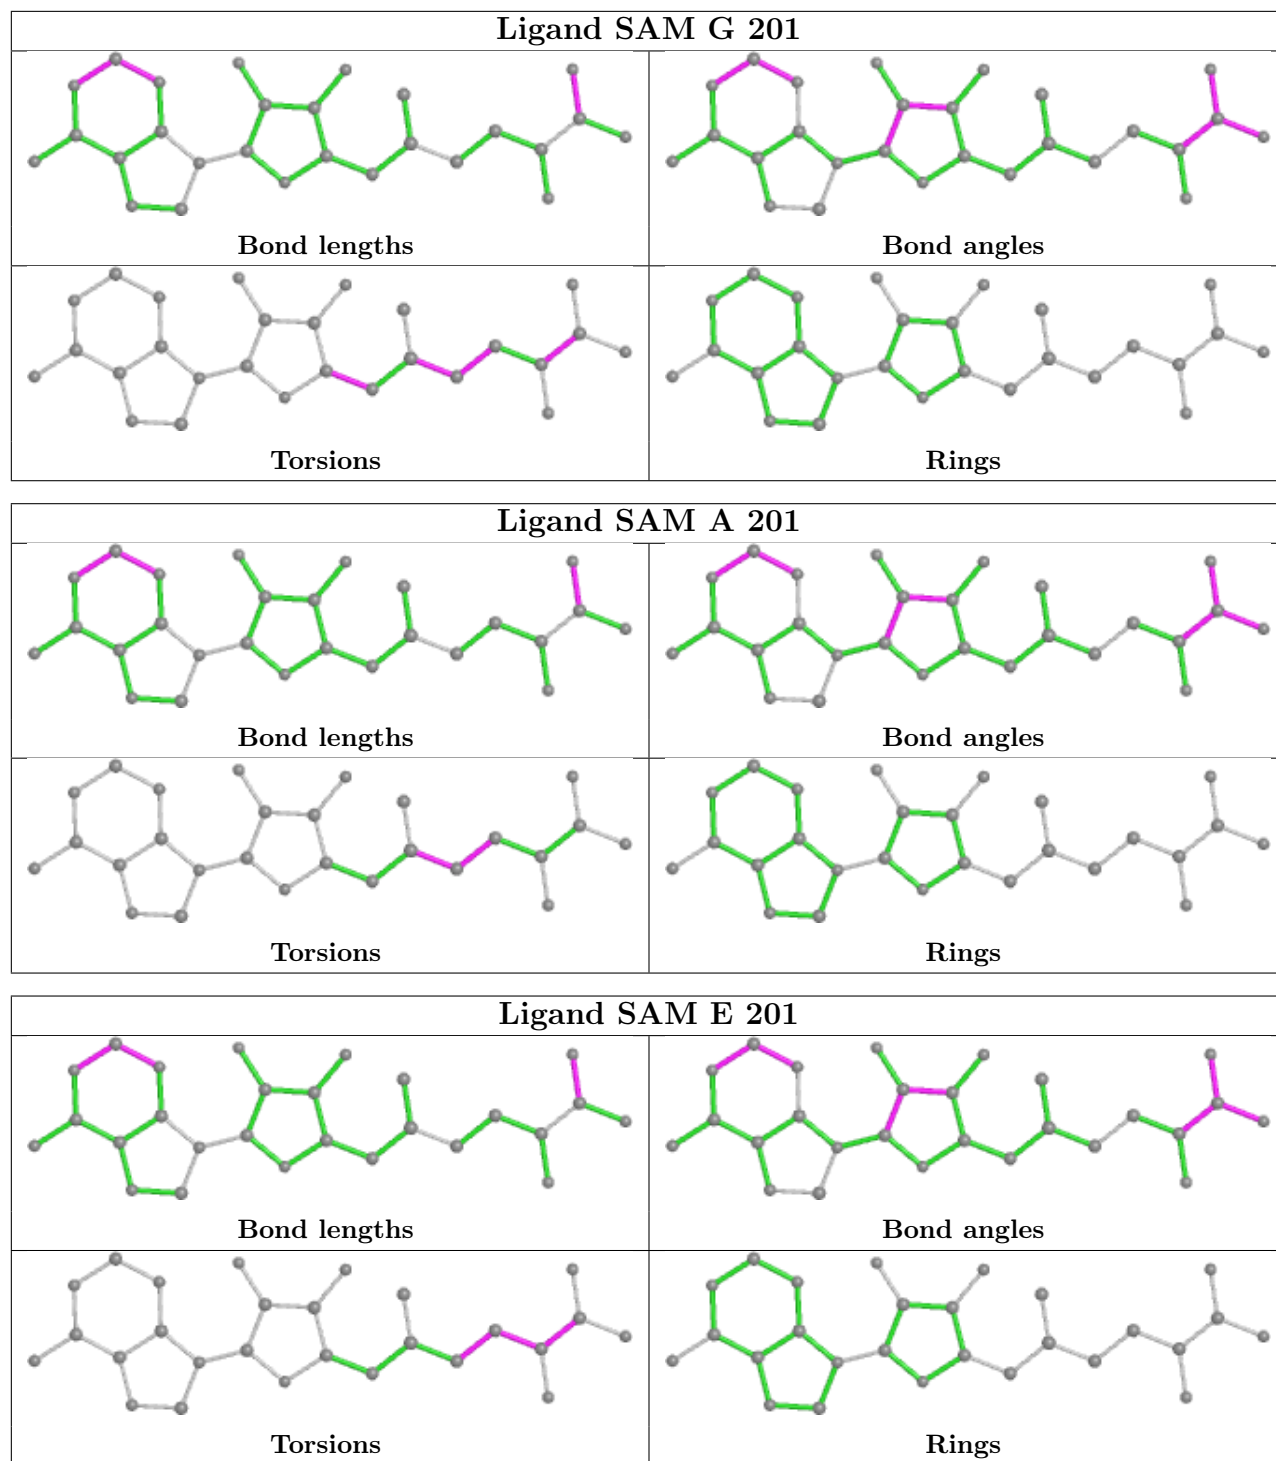 Ligand SAM G 201
Bond lengths
Bond angles
Torsions
Rings
Ligand SAM A 201
Bond lengths
Bond angles
Torsions
Rings
Ligand SAM E 201
Bond lengths
Bond angles
Torsions
Rings